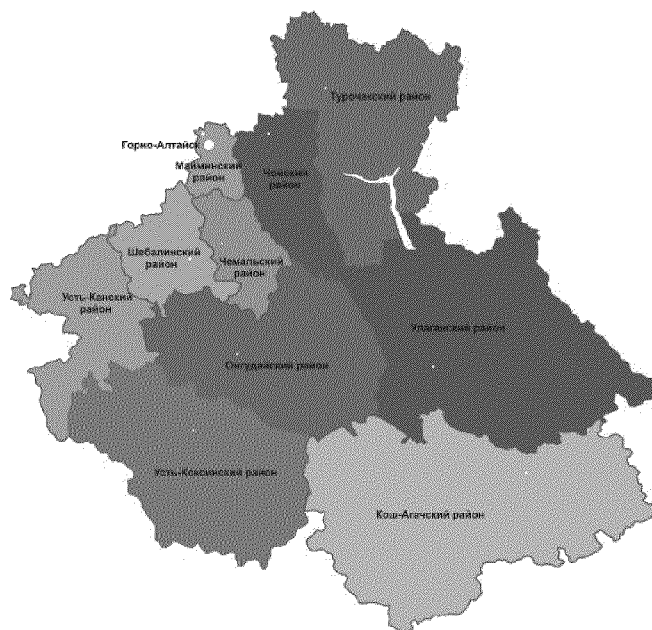 Турочакский район
Горно-Алтайск
Майминский
район
Чойский
район
Шебалинский
район
Чемальский
район
Усть-Канский
район
Улаганский район
Онгудайский район
Усть-Коксинский район
Кош-Агачский район